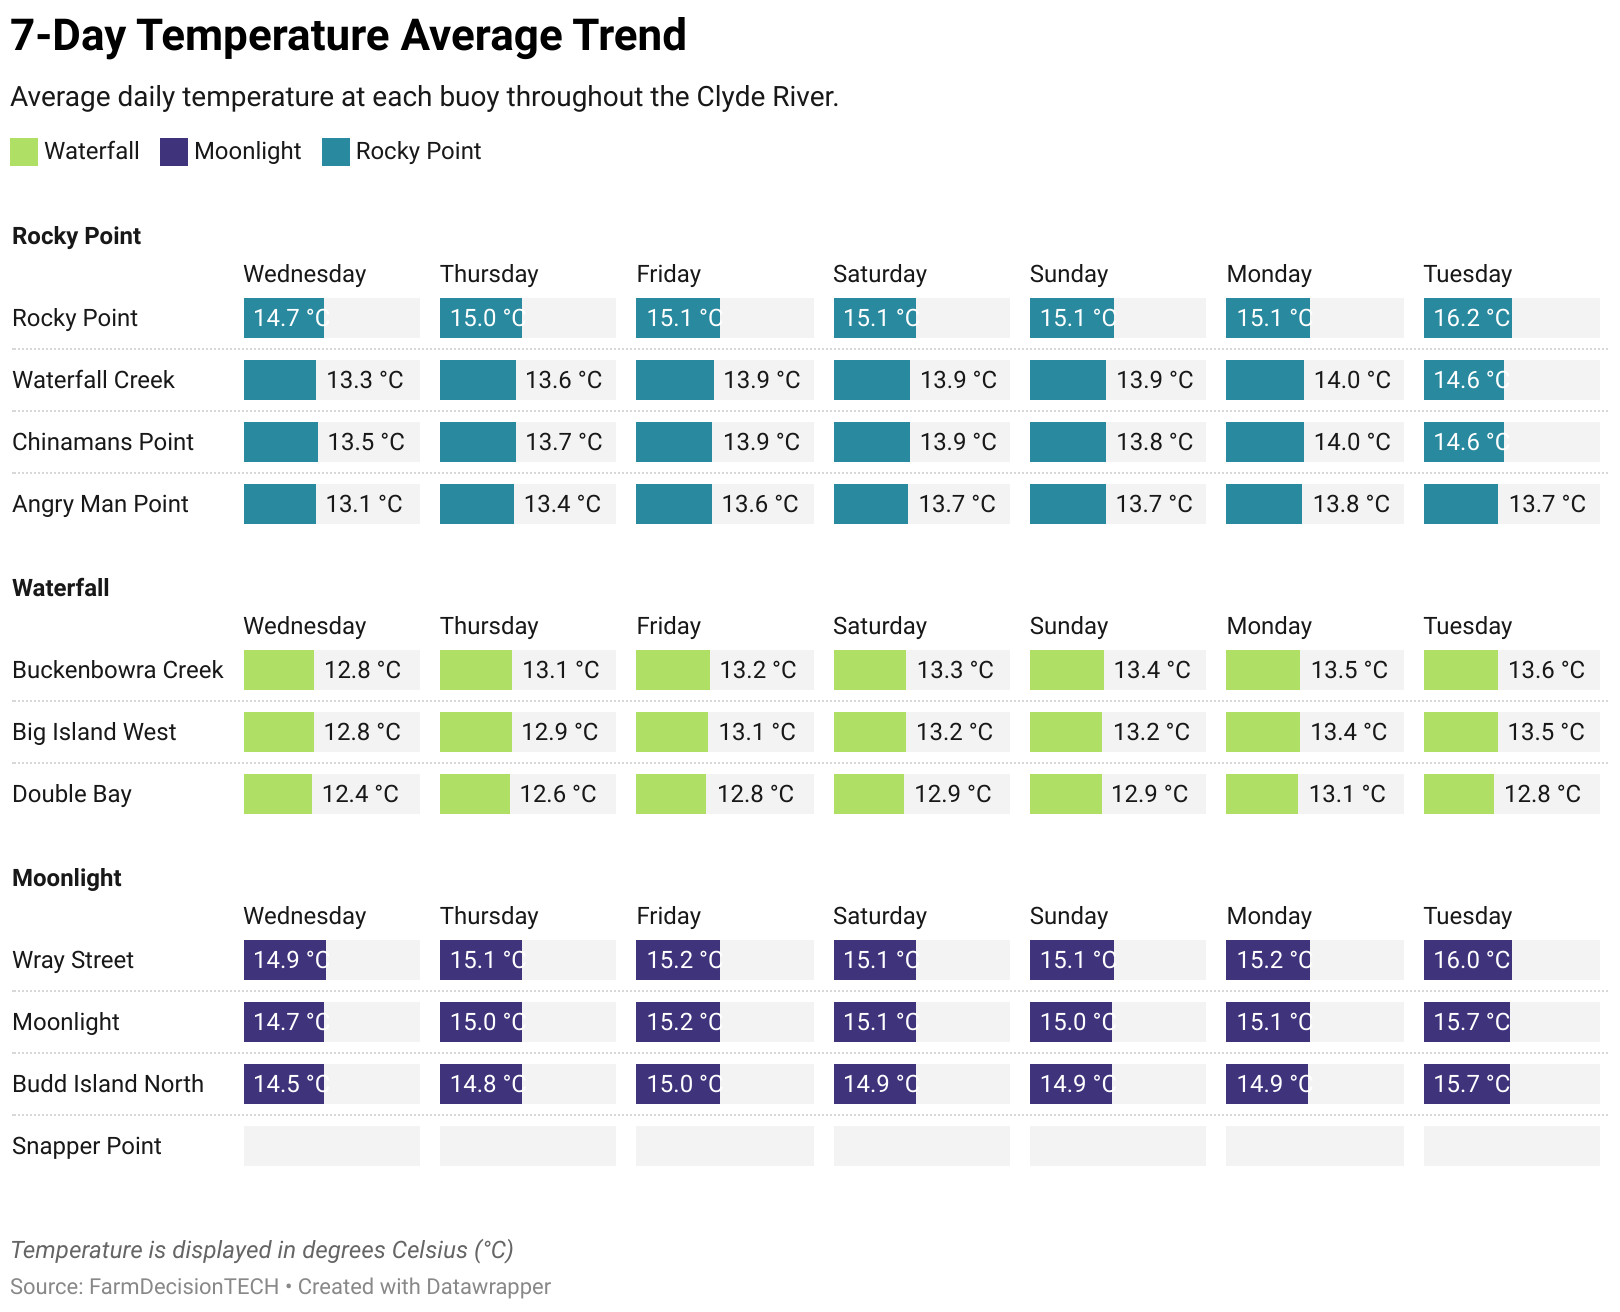 7-Day Temperature Average Trend
Average daily temperature at each buoy throughout the Clyde River.
Waterfall Moonlight Rocky Point
Rocky Point
Wednesday Thursday Friday Saturday Sunday Monday Tuesday
Rocky Point 14.7 °C 15.0 °C 15.1 °C 15.1 °C 15.1 °C 15.1 °C 16.2 °C
Waterfall Creek 13.3 °C 13.6 °C 13.9 °C 13.9 °C 13.9 °C 14.0 °C 14.6 °C
Chinamans Point 13.5 °C 13.7 °C 13.9 °C 13.9 °C 13.8 °C 14.0 °C 14.6 °C
Angry Man Point 13.1 °C 13.4 °C 13.6 °C 13.7 °C 13.7 °C 13.8 °C 13.7 °C
Waterfall
Wednesday Thursday Friday Saturday Sunday Monday Tuesday
Buckenbowra Creek 12.8 °C 13.1 °C 13.2 °C 13.3 °C 13.4 °C 13.5 °C 13.6 °C
Big Island West 12.8 °C 12.9 °C 13.1 °C 13.2 °C 13.2 °C 13.4 °C 13.5 °C
Double Bay 12.4 °C 12.6 °C 12.8 °C 12.9 °C 12.9 °C 13.1 °C 12.8 °C
Moonlight
Wednesday Thursday Friday Saturday Sunday Monday Tuesday
Wray Street 14.9 °C 15.1 °C 15.2 °C 15.1 °C 15.1 °C 15.2 °C 16.0 °C
Moonlight 14.7 °C 15.0 °C 15.2 °C 15.1 °C 15.0 °C 15.1 °C 15.7 °C
Budd Island North 14.5 °C 14.8 °C 15.0 °C 14.9 °C 14.9 °C 14.9 °C 15.7 °C
Snapper Point
Temperature is displayed in degrees Celsius (°C)
Source: FarmDecisionTECH • Created with Datawrapper